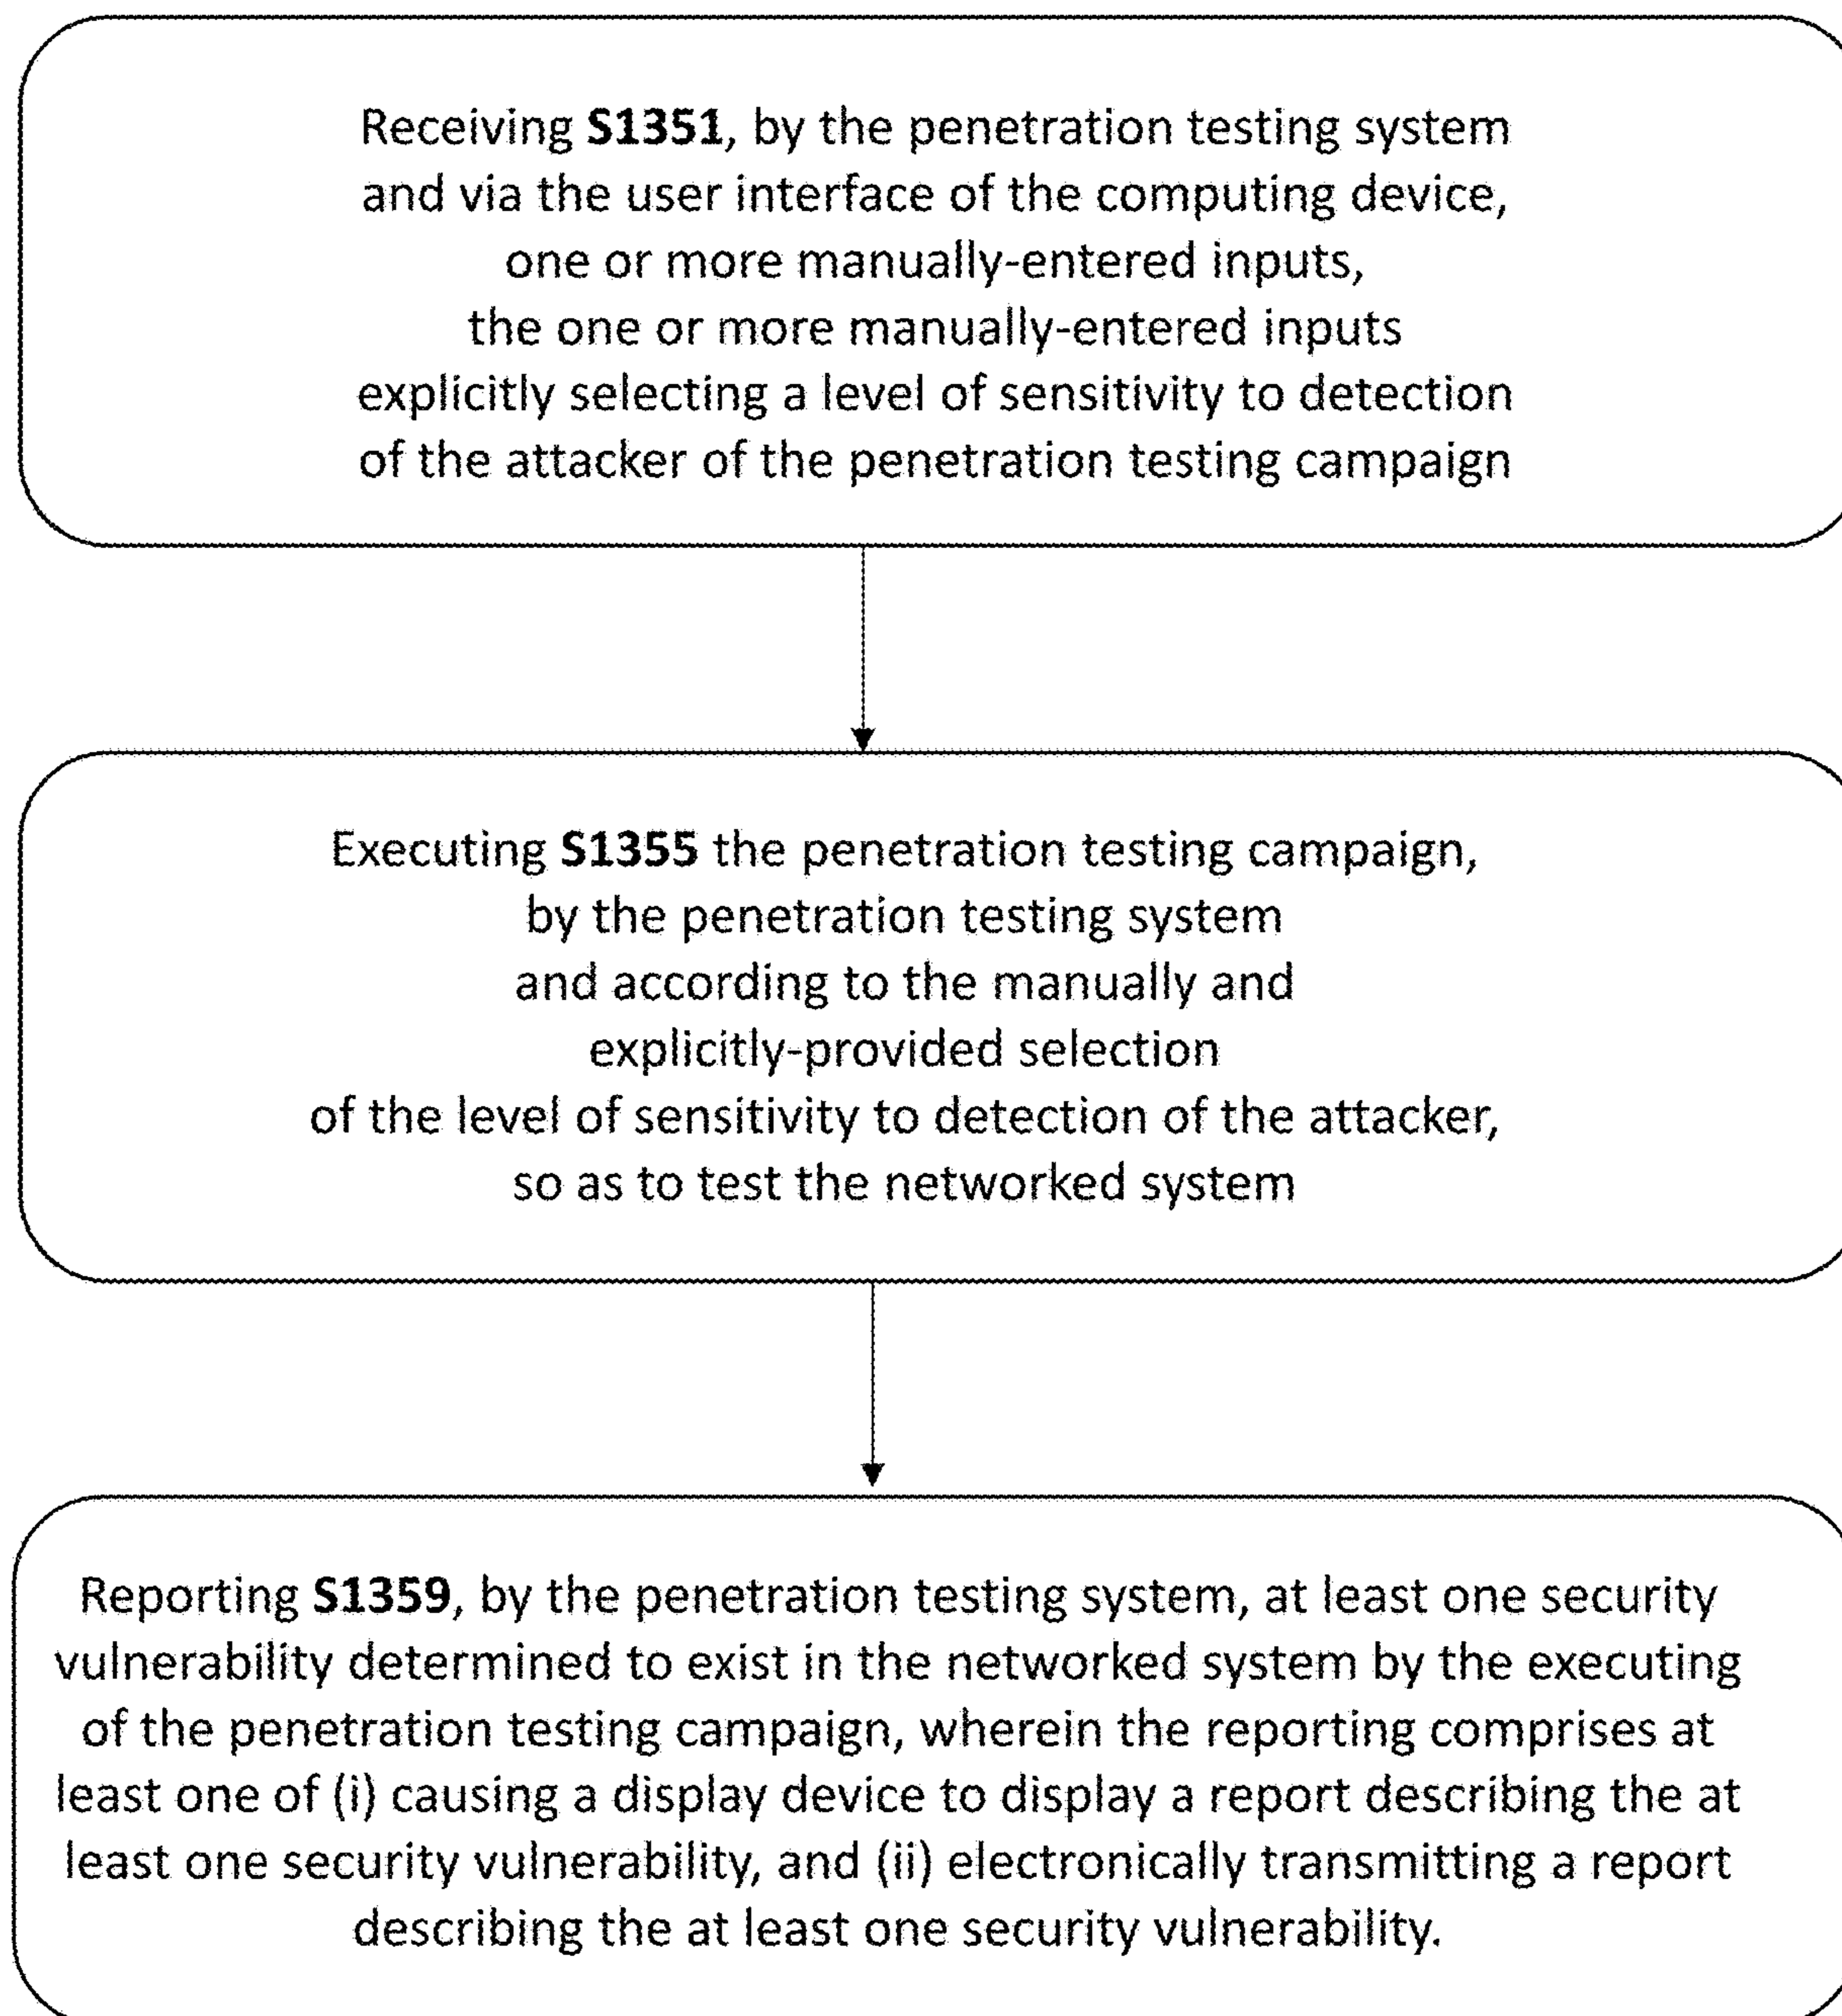 Receiving S1351, by the penetration testing system
and via the user interface of the computing device,
one or more manually-entered inputs,
the one or more manually-entered inputs
explicitly selecting a level of sensitivity to detection
of the attacker of the penetration testing campaign
Executing S1355 the penetration testing campaign,
by the penetration testing system
and according to the manually and
explicitly-provided selection
of the level of sensitivity to detection of the attacker,
so as to test the networked system
Reporting S1359, by the penetration testing system, at least one security
vulnerability determined to exist in the networked system by the executing
of the penetration testing campaign, wherein the reporting comprises at
least one of (i) causing a display device to display a report describing the at
least one security vulnerability, and (ii) electronically transmitting a report
describing the at least one security vulnerability.